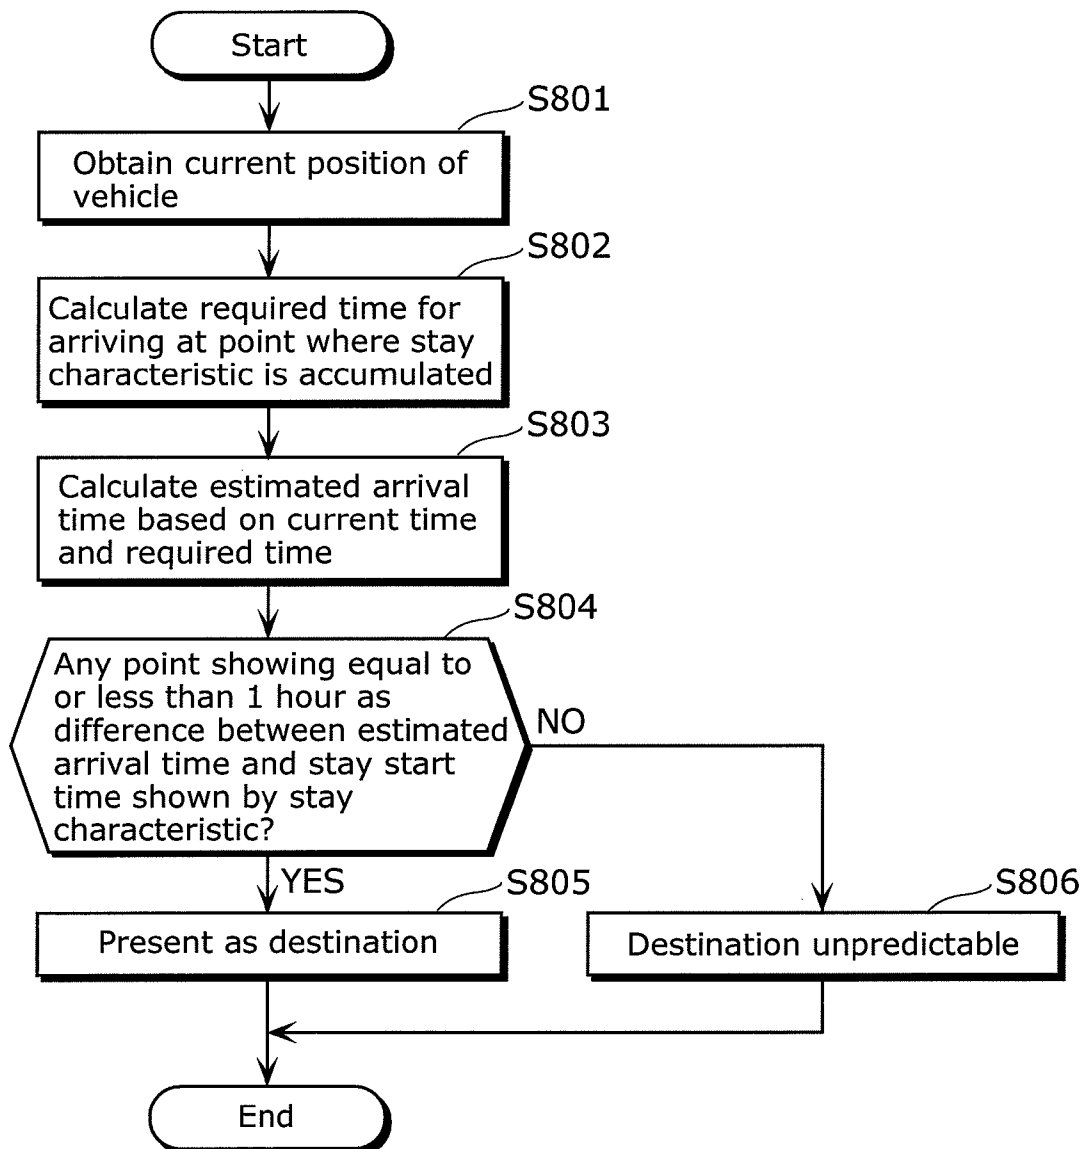 Start
S801
Obtain current position of
vehicle
S802
Calculate required time for
arriving at point where stay
characteristic is accumulated
S803
Calculate estimated arrival
time based on current time
and required time
S804
Any point showing equal to
or less than 1 hour as
difference between estimated
arrival time and stay start
time shown by stay
characteristic?
NO
YES
S805
Present as destination
S806
Destination unpredictable
End